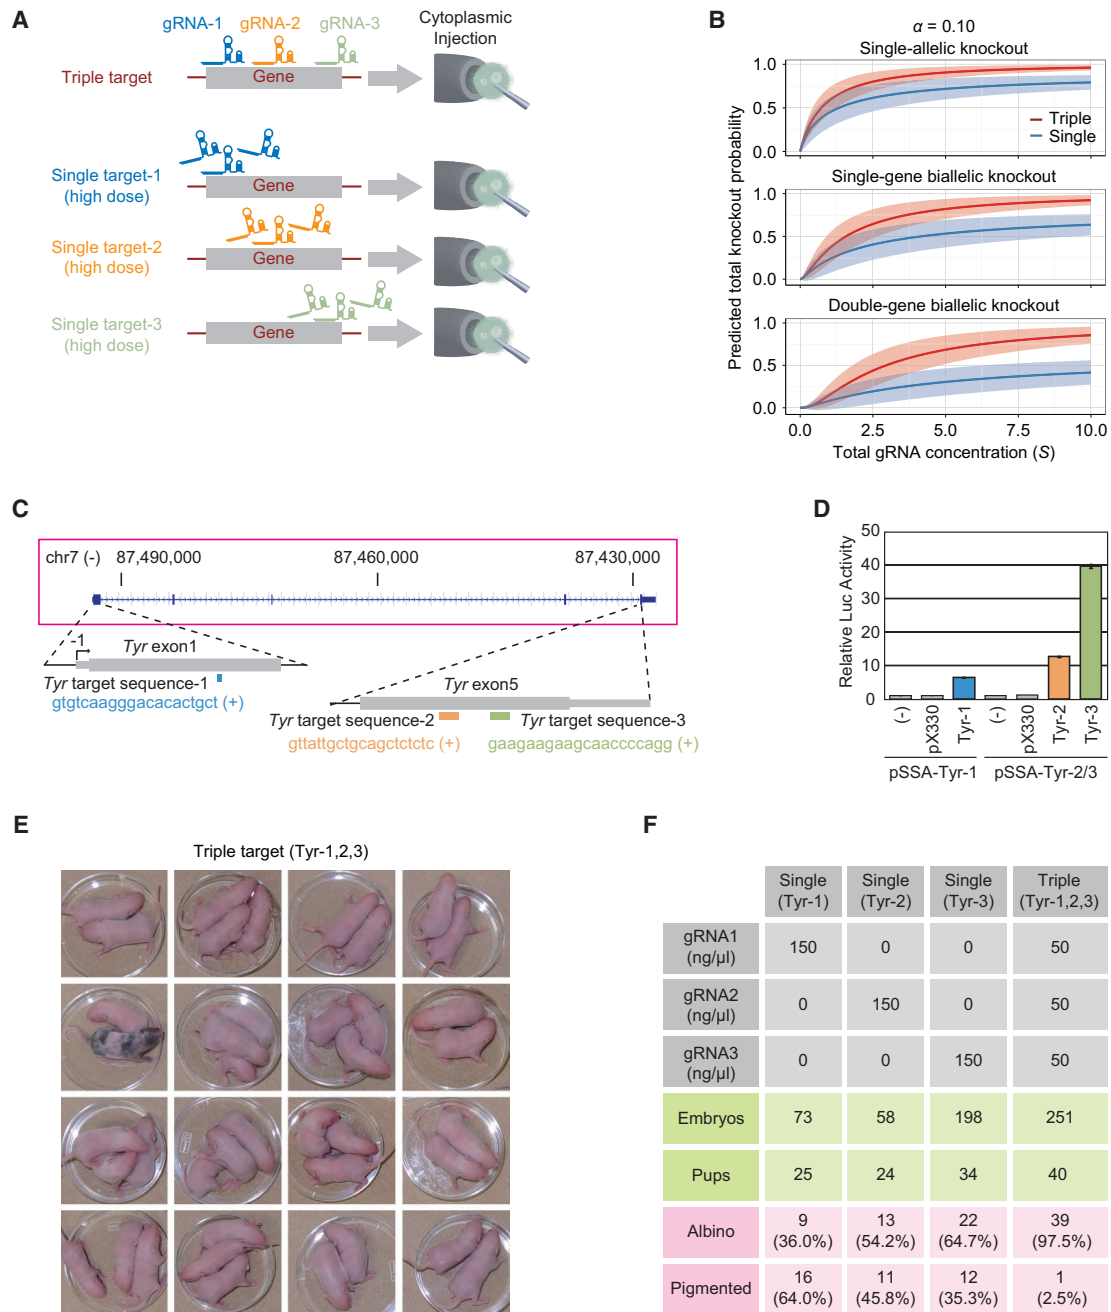 A
gRNA-1 gRNA-2 gRNA-3
Cytoplasmic
Injection
Triple target
Gene
Single target-1
(high dose)
Gene
Single target-2
(high dose)
Gene
Single target-3
(high dose)
Gene
B
α = 0.10
Single-allelic knockout
1.0
0.5
0.0
Triple
Single
Single-gene biallelic knockout
1.0
0.5
0.0
Double-gene biallelic knockout
1.0
0.5
0.0
0.0 2.5 5.0 7.5 10.0
Total gRNA concentration (S)
Predicted total knockout probability
C
chr7 (-) 87,490,000 87,460,000 87,430,000
-1
Tyr exon1
Tyr target sequence-1
gtgtcaagggacacactgct (+)
Tyr exon5
Tyr target sequence-2 Tyr target sequence-3
gttattgctgcagctctctc (+) gaagaagaagcaaccccagg (+)
D
Relative Luc Activity
50
40
30
20
10
0
(-) pX330 Tyr-1 (-) pX330 Tyr-2 Tyr-3
pSSA-Tyr-1 pSSA-Tyr-2/3
E
Triple target (Tyr-1,2,3)
F
Single (Tyr-1) Single (Tyr-2) Single (Tyr-3) Triple (Tyr-1,2,3)
gRNA1 (ng/µl) 150 0 0 50
gRNA2 (ng/µl) 0 150 0 50
gRNA3 (ng/µl) 0 0 150 50
Embryos 73 58 198 251
Pups 25 24 34 40
Albino 9 (36.0%) 13 (54.2%) 22 (64.7%) 39 (97.5%)
Pigmented 16 (64.0%) 11 (45.8%) 12 (35.3%) 1 (2.5%)